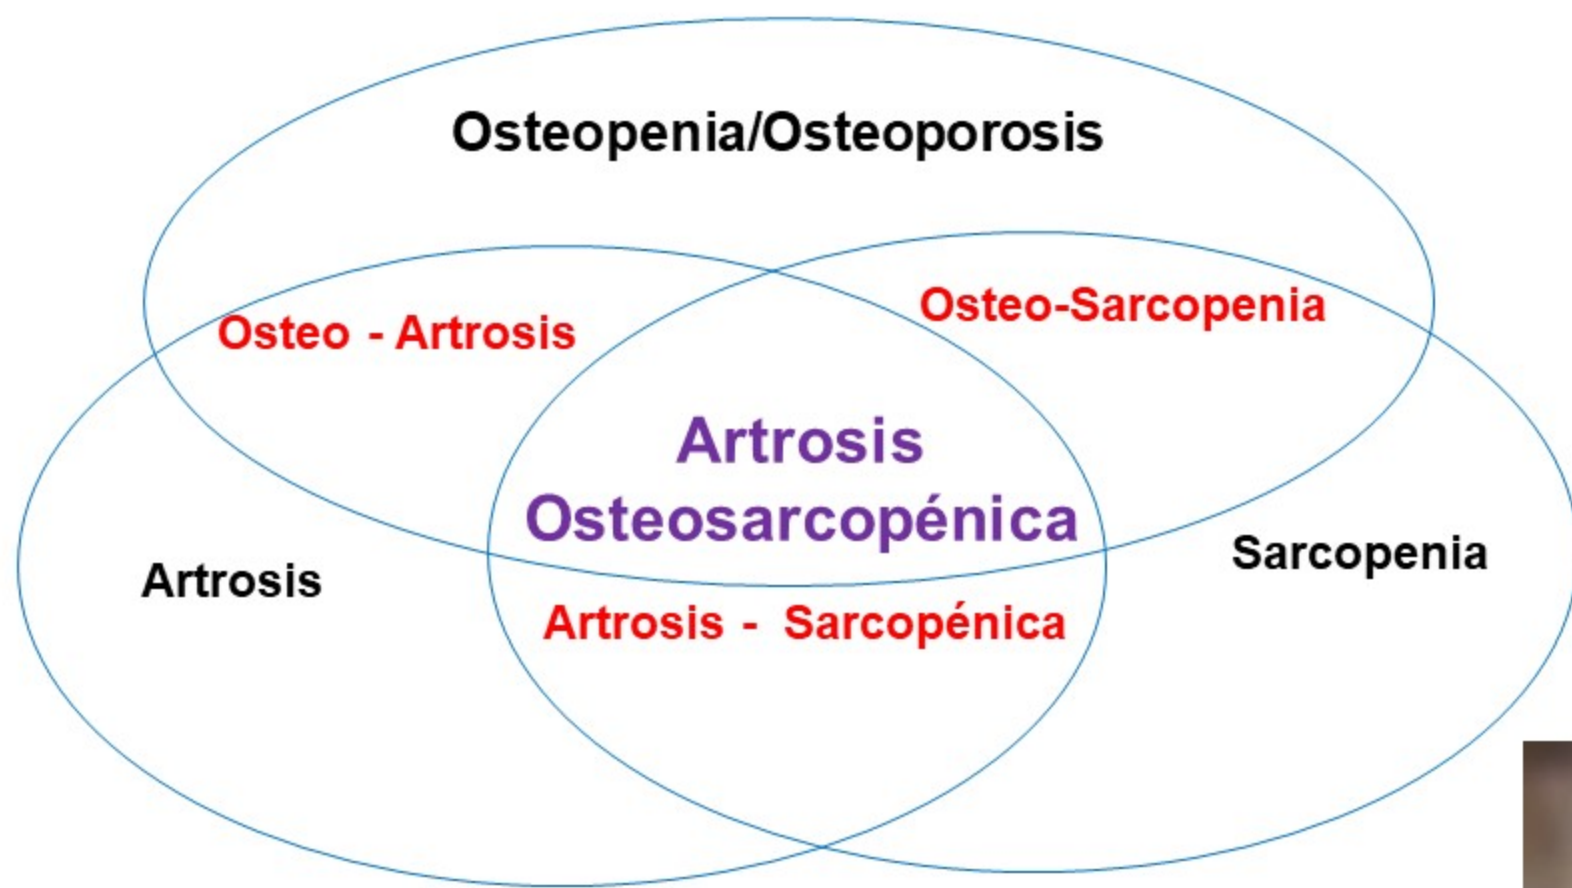 Osteopenia/Osteoporosis
Osteo - Artrosis
Osteo-Sarcopenia
Artrosis
Osteosarcopénica
Artrosis
Sarcopenia
Artrosis - Sarcopénica